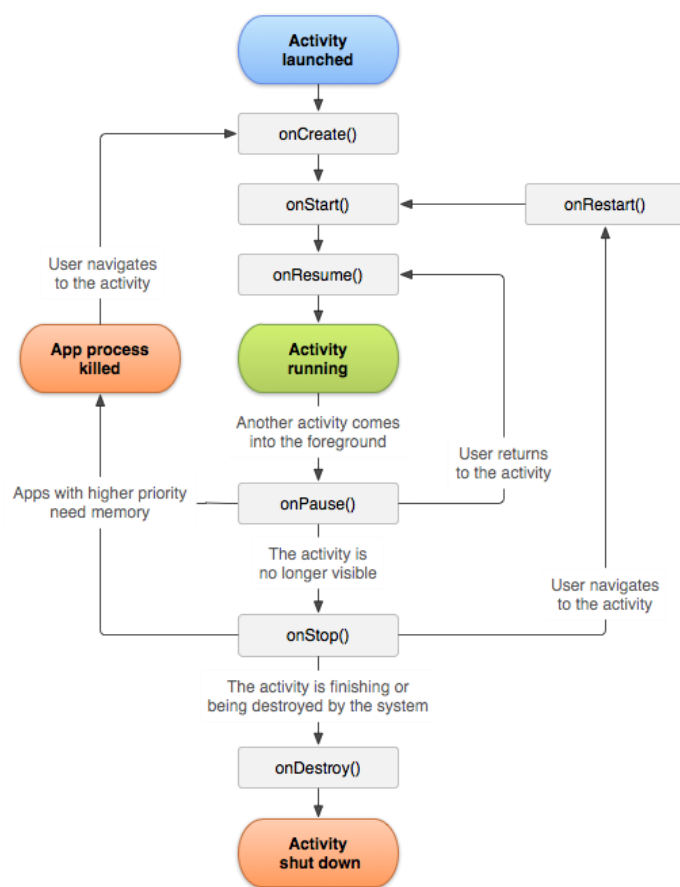 Activity
launched
onCreate()
onStart()
onRestart()
User navigates
to the activity
onResume()
App process
killed
Activity
running
Another activity comes
into the foreground
User returns
to the activity
Apps with higher priority
need memory
onPause()
The activity is
no longer visible
User navigates
to the activity
onStop()
The activity is finishing or
being destroyed by the system
onDestroy()
Activity
shut down